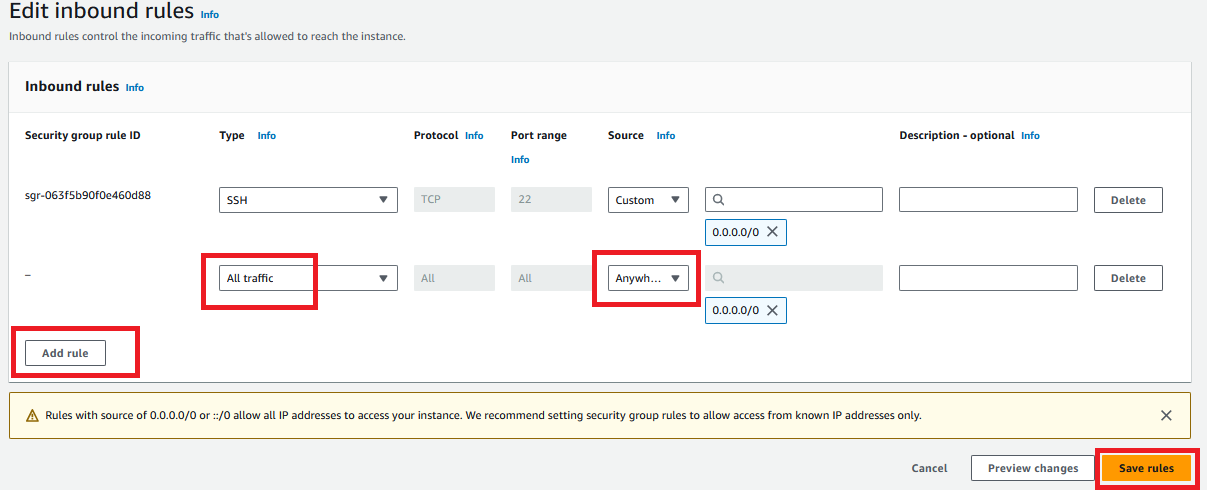 Edit inbound rules Info
Inbound rules control the incoming traffic that's allowed to reach the instance.
Inbound rules Info
Security group rule ID Type Info Protocol Info Port range Info Source Info Description - optional Info
sgr-063f5b90f0e460d88 SSH TCP 22 Custom Delete
0.0.0.0/0
– All traffic All All Anywh... Delete
0.0.0.0/0
Add rule
Rules with source of 0.0.0.0/0 or ::/0 allow all IP addresses to access your instance. We recommend setting security group rules to allow access from known IP addresses only.
Cancel Preview changes Save rules